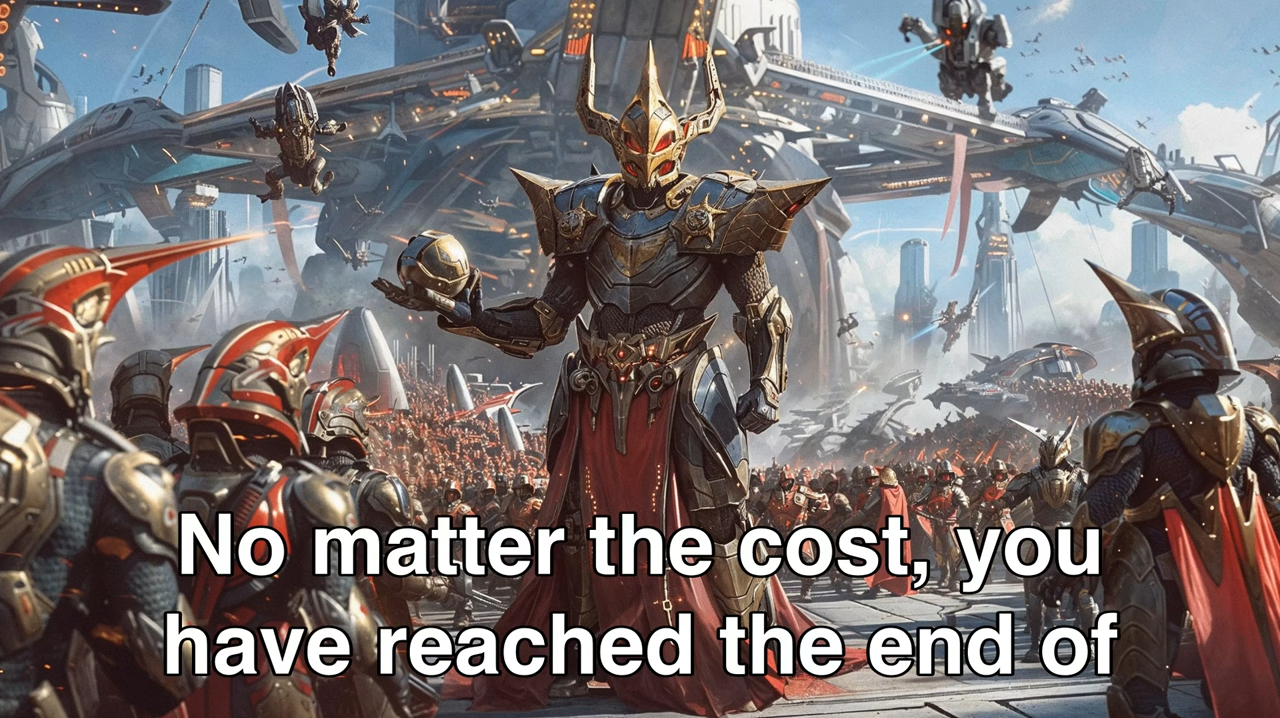 No matter the cost, you
have reached the end of